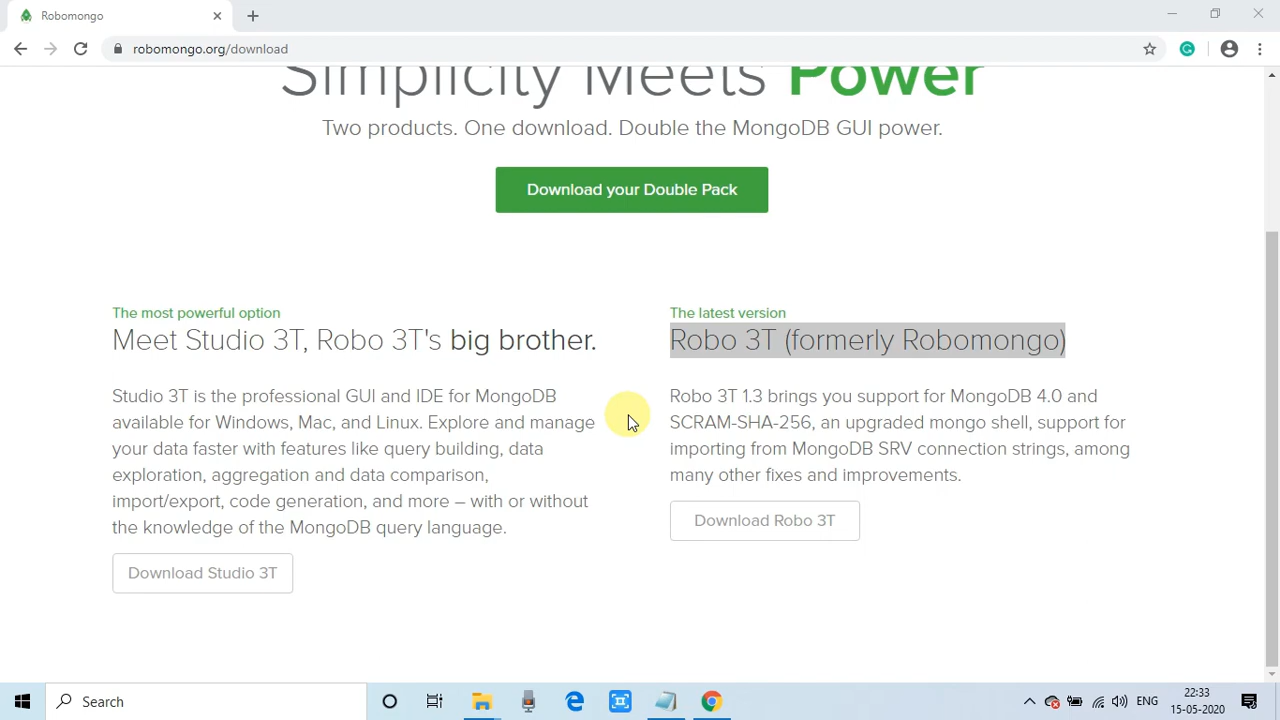 Robomongo
robomongo.org/download
Simplicity Meets Power
Two products. One download. Double the MongoDB GUI power.
Download your Double Pack
The most powerful option
Meet Studio 3T, Robo 3T's big brother.
Studio 3T is the professional GUI and IDE for MongoDB
available for Windows, Mac, and Linux. Explore and manage
your data faster with features like query building, data
exploration, aggregation and data comparison,
import/export, code generation, and more – with or without
the knowledge of the MongoDB query language.
Download Studio 3T
The latest version
Robo 3T (formerly Robomongo)
Robo 3T 1.3 brings you support for MongoDB 4.0 and
SCRAM-SHA-256, an upgraded mongo shell, support for
importing from MongoDB SRV connection strings, among
many other fixes and improvements.
Download Robo 3T
Search
ENG
22:33
15-05-2020